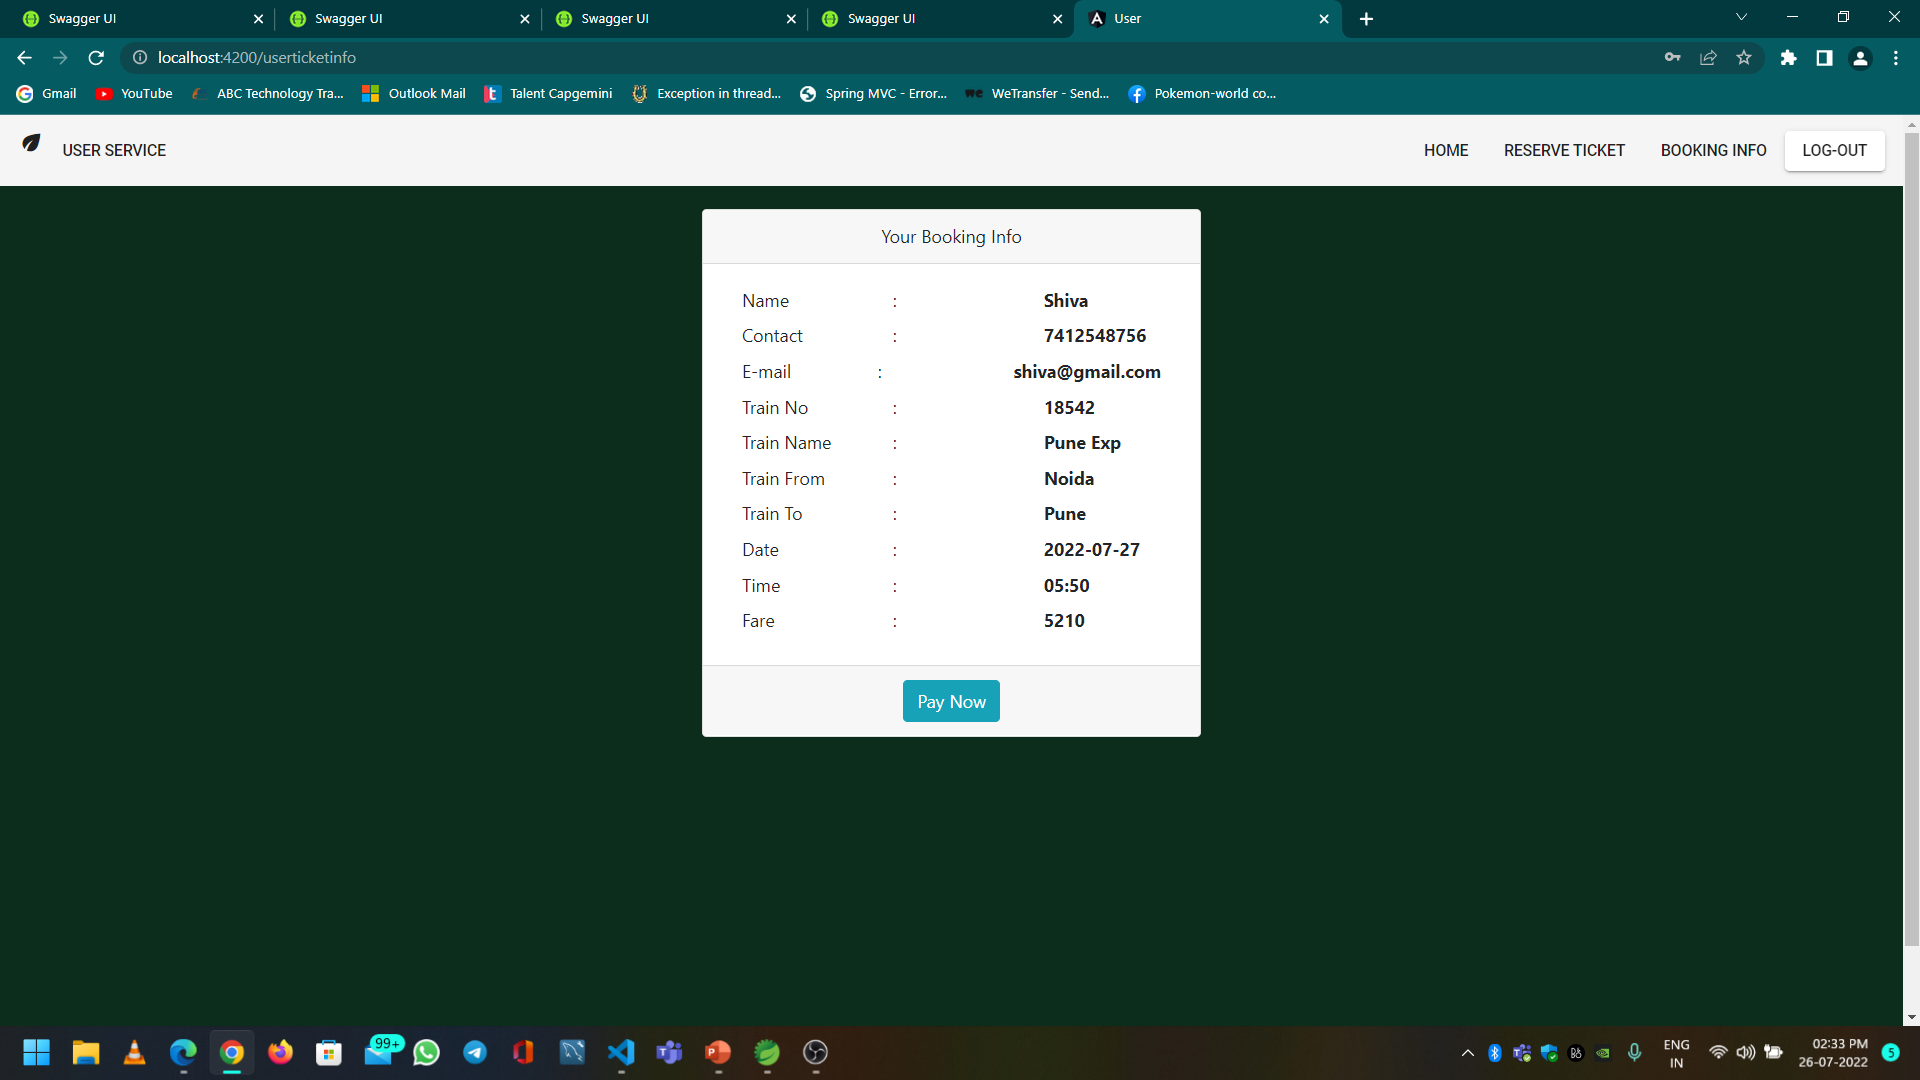 Swagger UI Swagger UI Swagger UI Swagger UI User
localhost:4200/userticketinfo
Gmail YouTube ABC Technology Tra... Outlook Mail Talent Capgemini Exception in thread... Spring MVC - Error... WeTransfer - Send... Pokemon-world co...
USER SERVICE HOME RESERVE TICKET BOOKING INFO LOG-OUT
Your Booking Info
Name : Shiva
Contact : 7412548756
E-mail : shiva@gmail.com
Train No : 18542
Train Name : Pune Exp
Train From : Noida
Train To : Pune
Date : 2022-07-27
Time : 05:50
Fare : 5210
Pay Now
99+
ENG
IN
02:33 PM
26-07-2022
5